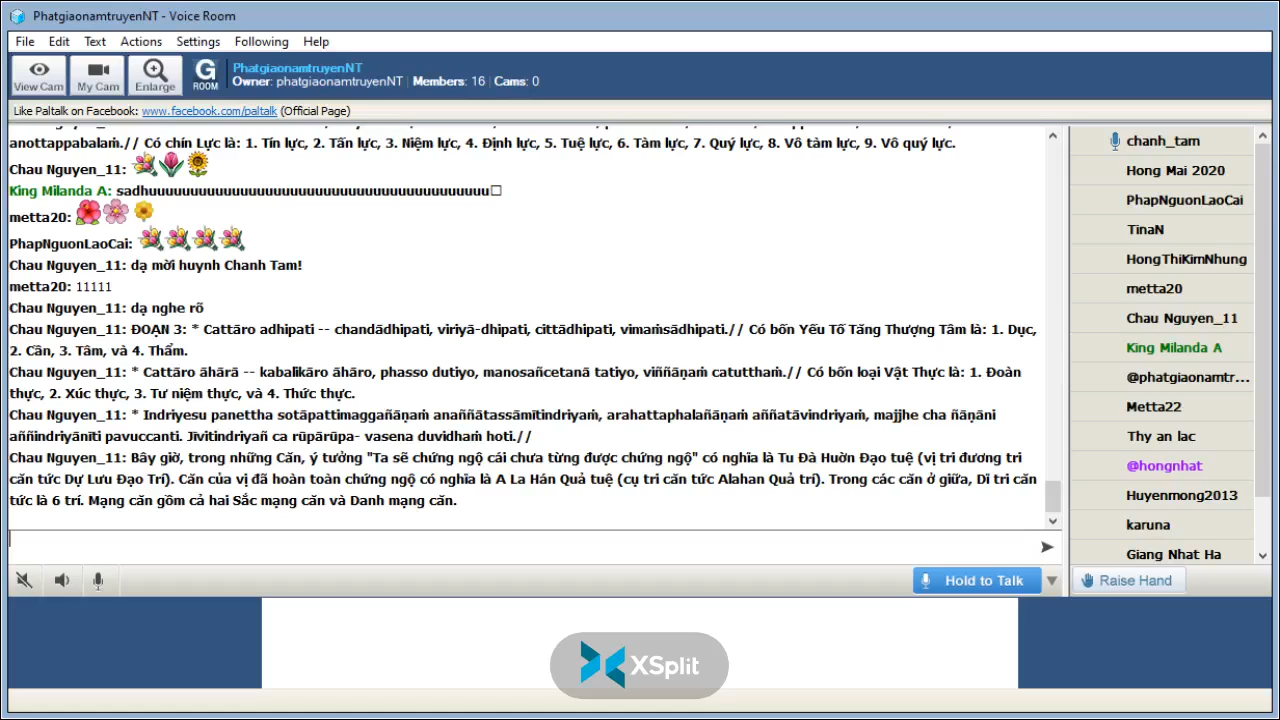 PhatgiaonamtruyenNT - Voice Room
File Edit Text Actions Settings Following Help
View Cam
My Cam
Enlarge
G
ROOM
PhatgiaonamtruyenNT
Owner: phatgiaonamtruyenNT | Members: 16 | Cams: 0
Like Paltalk on Facebook: www.facebook.com/paltalk (Official Page)
anottappabalaṁ.// Có chín Lực là: 1. Tín lực, 2. Tấn lực, 3. Niệm lực, 4. Định lực, 5. Tuệ lực, 6. Tàm lực, 7. Quý lực, 8. Vô tàm lực, 9. Vô quý lực.
Chau Nguyen_11:
King Milanda A: sadhuuuuuuuuuuuuuuuuuuuuuuuuuuuuuuuuuuuuuuuuu
metta20:
PhapNguonLaoCai:
Chau Nguyen_11: dạ mời huynh Chanh Tam!
metta20: 11111
Chau Nguyen_11: dạ nghe rõ
Chau Nguyen_11: ĐOẠN 3: * Cattāro adhipati -- chandādhipati, viriyā-dhipati, cittādhipati, vimaṁsādhipati.// Có bốn Yếu Tố Tăng Thượng Tâm là: 1. Dục,
2. Cần, 3. Tâm, và 4. Thẩm.
Chau Nguyen_11: * Cattāro āhārā -- kabalikāro āhāro, phasso dutiyo, manosañcetanā tatiyo, viññāṇaṁ catutthaṁ.// Có bốn loại Vật Thực là: 1. Đoàn
thực, 2. Xúc thực, 3. Tư niệm thực, và 4. Thức thực.
Chau Nguyen_11: * Indriyesu panettha sotāpattimaggañāṇaṁ anaññātassāmītindriyaṁ, arahattaphalañāṇaṁ aññatāvindriyaṁ, majjhe cha ñāṇāni
aññindriyānīti pavuccanti. Jīvitindriyañ ca rūpārūpa- vasena duvidhaṁ hoti.//
Chau Nguyen_11: Bây giờ, trong những Căn, ý tưởng "Ta sẽ chứng ngộ cái chưa từng được chứng ngộ" có nghĩa là Tu Đà Huờn Đạo tuệ (vị tri đương tri
căn tức Dự Lưu Đạo Trí). Căn của vị đã hoàn toàn chứng ngộ có nghĩa là A La Hán Quả tuệ (cụ tri căn tức Alahan Quả trí). Trong các căn ở giữa, Dĩ tri căn
tức là 6 trí. Mạng căn gồm cả hai Sắc mạng căn và Danh mạng căn.
Hold to Talk
chanh_tam
Hong Mai 2020
PhapNguonLaoCai
TinaN
HongThiKimNhung
metta20
Chau Nguyen_11
King Milanda A
@phatgiaonamtr...
Metta22
Thy an lac
@hongnhat
Huyenmong2013
karuna
Giang Nhat Ha
Raise Hand
XSplit